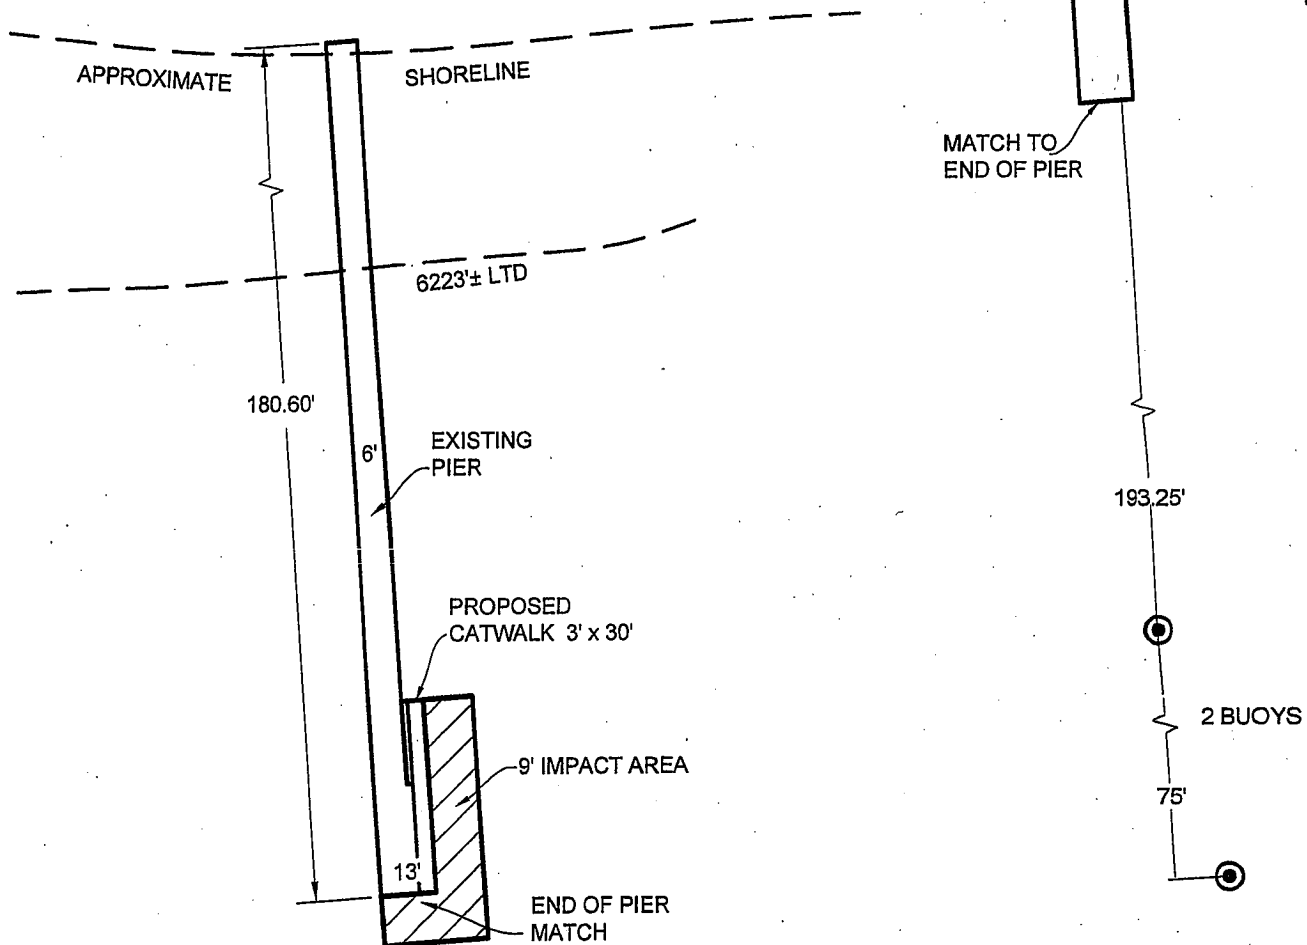 APPROXIMATE SHORELINE
MATCH TO
END OF PIER
6223'± LTD
180.60'
6'
EXISTING
PIER
193.25'
PROPOSED
CATWALK 3' x 30'
2 BUOYS
9' IMPACT AREA
75'
13'
END OF PIER
MATCH